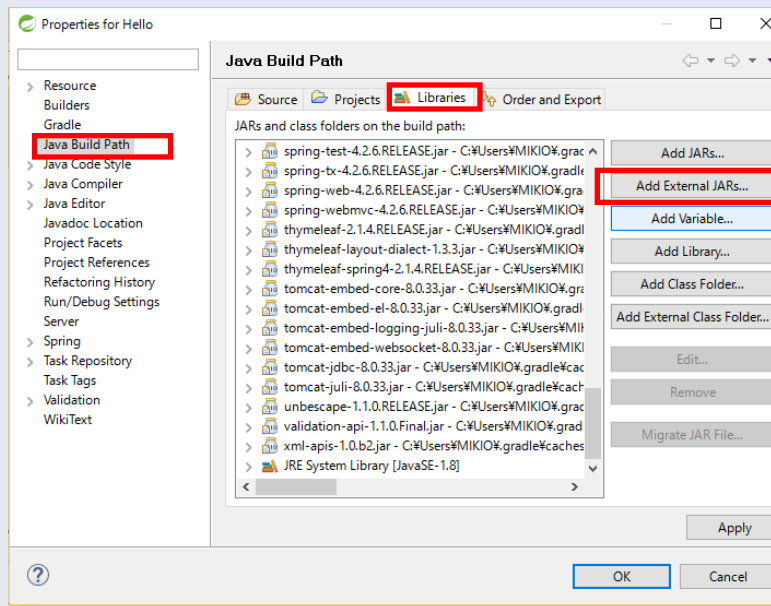 Properties for Hello
Java Build Path
Resource
Builders
Gradle
Java Build Path
Java Code Style
Java Compiler
Java Editor
Javadoc Location
Project Facets
Project References
Refactoring History
Run/Debug Settings
Server
Spring
Task Repository
Task Tags
Validation
WikiText
Source Projects Libraries Order and Export
JARs and class folders on the build path:
spring-test-4.2.6.RELEASE.jar - C:¥Users¥MIKIO¥.grac
spring-tx-4.2.6.RELEASE.jar - C:¥Users¥MIKIO¥.gradle
spring-web-4.2.6.RELEASE.jar - C:¥Users¥MIKIO¥.gra
spring-webmvc-4.2.6.RELEASE.jar - C:¥Users¥MIKIO¥
thymeleaf-2.1.4.RELEASE.jar - C:¥Users¥MIKIO¥.gradl
thymeleaf-layout-dialect-1.3.3.jar - C:¥Users¥MIKIO¥
thymeleaf-spring4-2.1.4.RELEASE.jar - C:¥Users¥MIKI
tomcat-embed-core-8.0.33.jar - C:¥Users¥MIKIO¥.gra
tomcat-embed-el-8.0.33.jar - C:¥Users¥MIKIO¥.gradl
tomcat-embed-logging-juli-8.0.33.jar - C:¥Users¥MIK
tomcat-embed-websocket-8.0.33.jar - C:¥Users¥MIKI
tomcat-jdbc-8.0.33.jar - C:¥Users¥MIKIO¥.gradle¥cac
tomcat-juli-8.0.33.jar - C:¥Users¥MIKIO¥.gradle¥cach
unbescape-1.1.0.RELEASE.jar - C:¥Users¥MIKIO¥.grac
validation-api-1.1.0.Final.jar - C:¥Users¥MIKIO¥.grad
xml-apis-1.0.b2.jar - C:¥Users¥MIKIO¥.gradle¥caches
JRE System Library [JavaSE-1.8]
Add JARs...
Add External JARs...
Add Variable...
Add Library...
Add Class Folder...
Add External Class Folder...
Edit...
Remove
Migrate JAR File...
Apply
OK Cancel